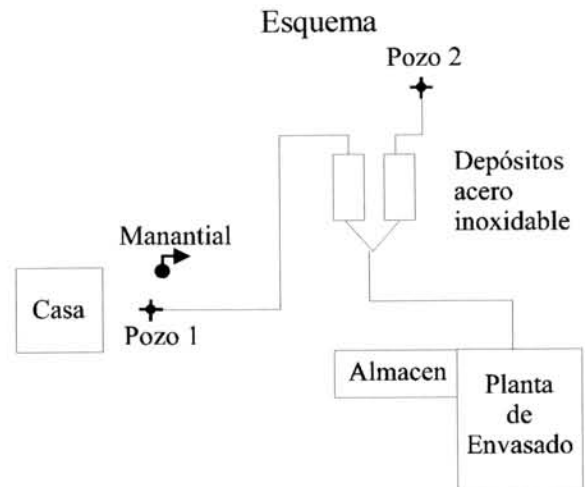 Esquema
Pozo 2
Depósitos
acero
inoxidable
Manantial
Casa
Pozo 1
Almacen
Planta
de
Envasado